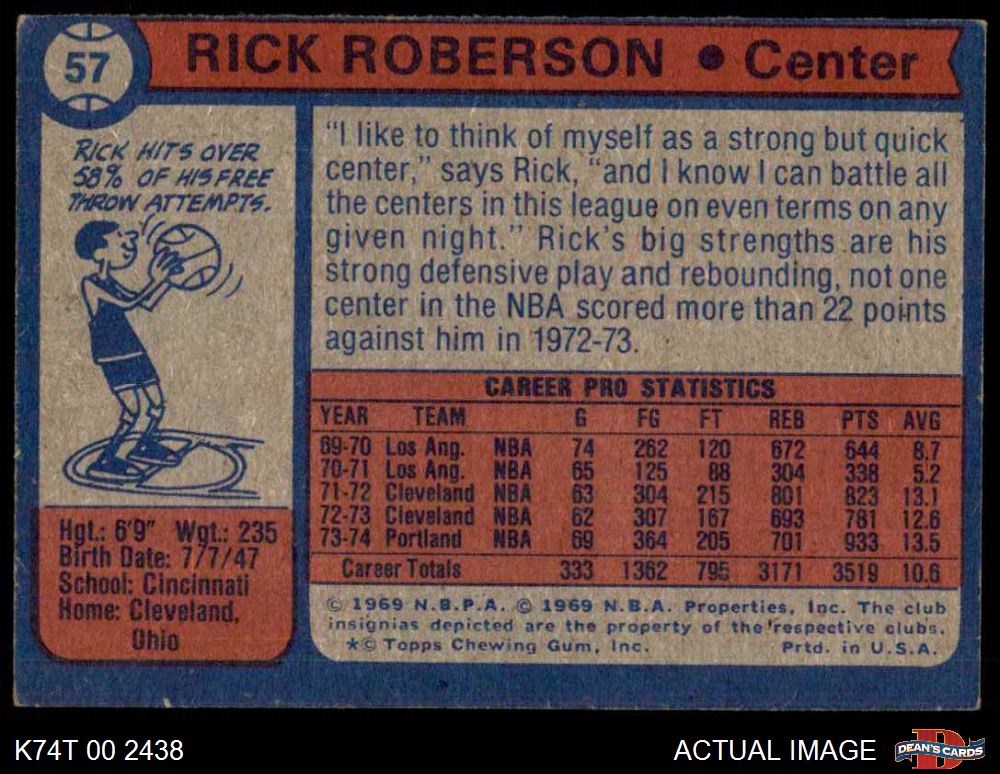 57
RICK ROBERSON • Center
RICK HITS OVER
58% OF HIS FREE
THROW ATTEMPTS.
"I like to think of myself as a strong but quick
center," says Rick, "and I know I can battle all
the centers in this league on even terms on any
given night." Rick's big strengths are his
strong defensive play and rebounding, not one
center in the NBA scored more than 22 points
against him in 1972-73.
CAREER PRO STATISTICS
YEAR TEAM G FG FT REB PTS AVG
69-70 Los Ang. NBA 74 262 120 672 644 8.7
70-71 Los Ang. NBA 65 125 88 304 338 5.2
71-72 Cleveland NBA 63 304 215 801 823 13.1
72-73 Cleveland NBA 62 307 167 693 781 12.6
73-74 Portland NBA 69 364 205 701 933 13.5
Career Totals 333 1362 795 3171 3519 10.6
Hgt.: 6'9" Wgt.: 235
Birth Date: 7/7/47
School: Cincinnati
Home: Cleveland,
Ohio
© 1969 N.B.P.A. © 1969 N.B.A. Properties, Inc. The club
insignias depicted are the property of the respective clubs.
*© Topps Chewing Gum, Inc. Prtd. in U.S.A.
K74T 00 2438
ACTUAL IMAGE
DEAN'S CARDS